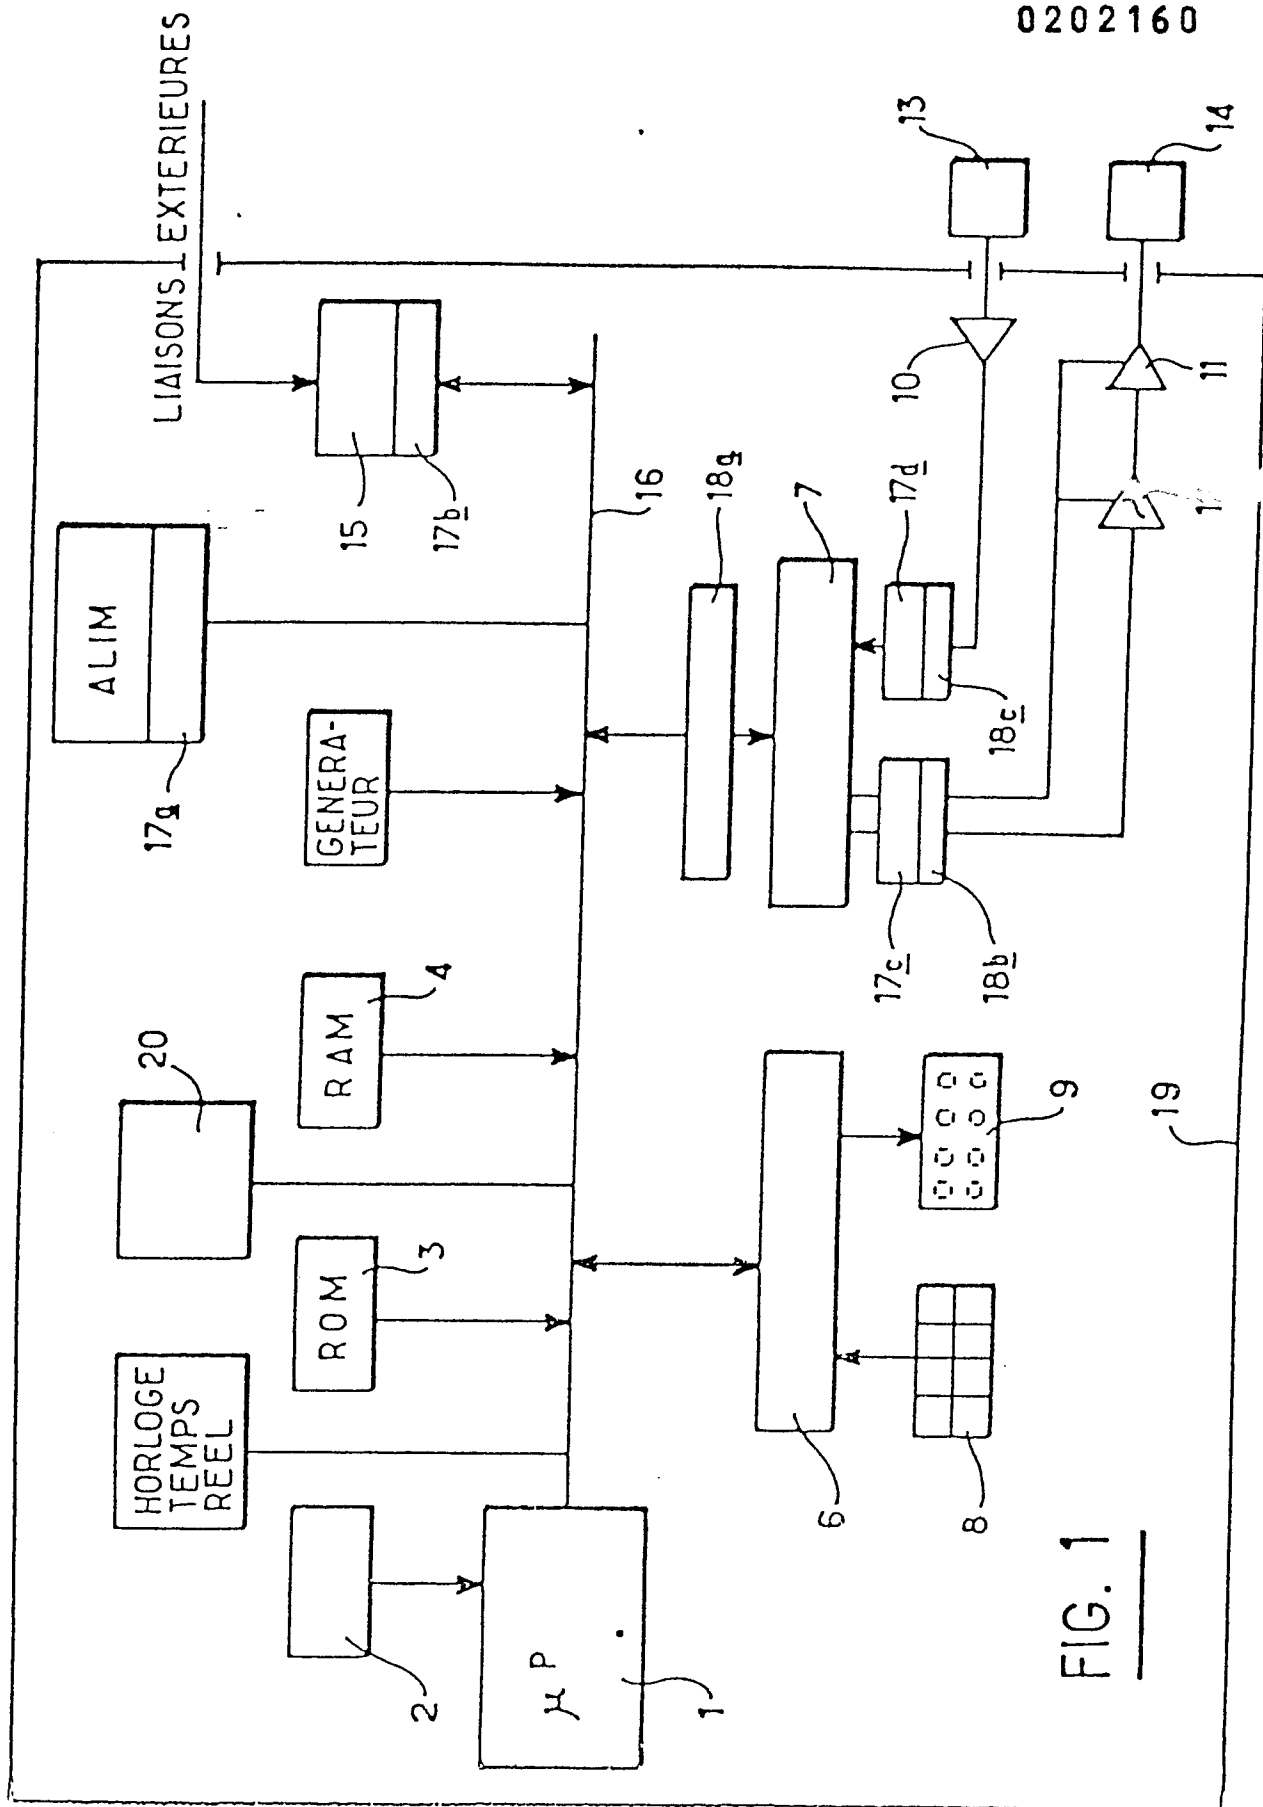 0202160
LIAISONS EXTERIEURES
ALIM
17a
15
17b
16
GENERA-
TEUR
18a
7
17d
18c
10
13
14
11
17c
18b
20
RAM
4
ROM
3
HORLOGE
TEMPS
REEL
2
µP
1
6
8
9
19
FIG. 1